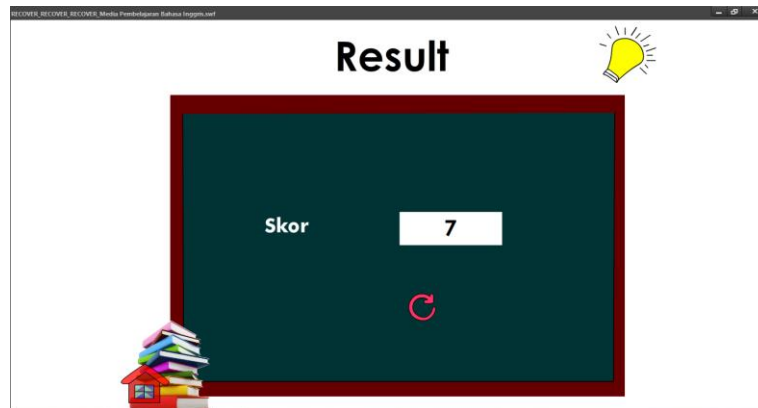 RECOVER_RECOVER_RECOVER_Media Pembelajaran Bahasa Inggris.swf
Result
Skor 7